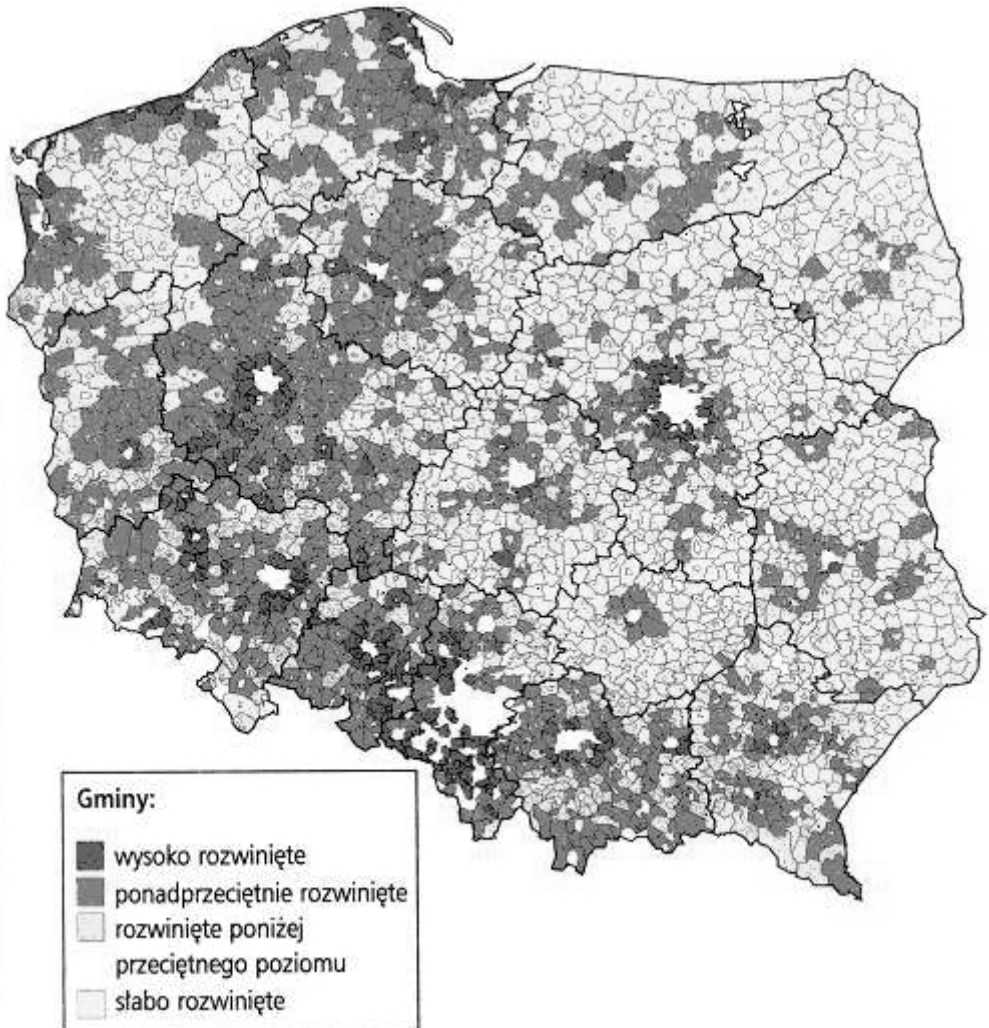 Gminy:
wysoko rozwinięte
ponadprzeciętnie rozwinięte
rozwinięte poniżej
przeciętnego poziomu
słabo rozwinięte